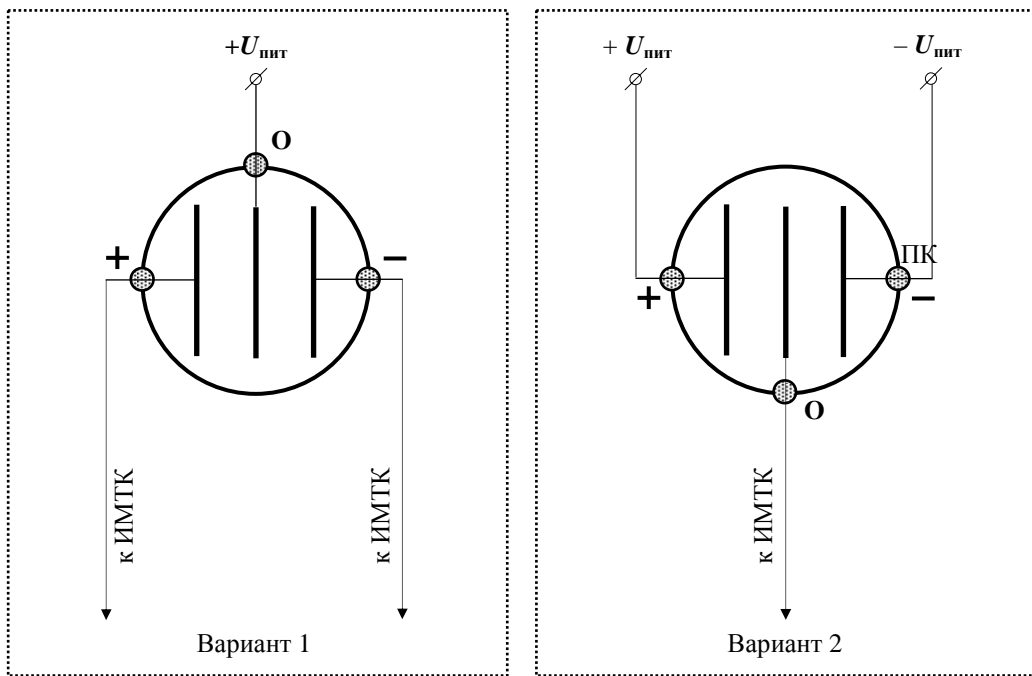 +Uпит
О
+
−
к ИМТК
к ИМТК
Вариант 1
+ Uпит
− Uпит
ПК
+
−
О
к ИМТК
Вариант 2